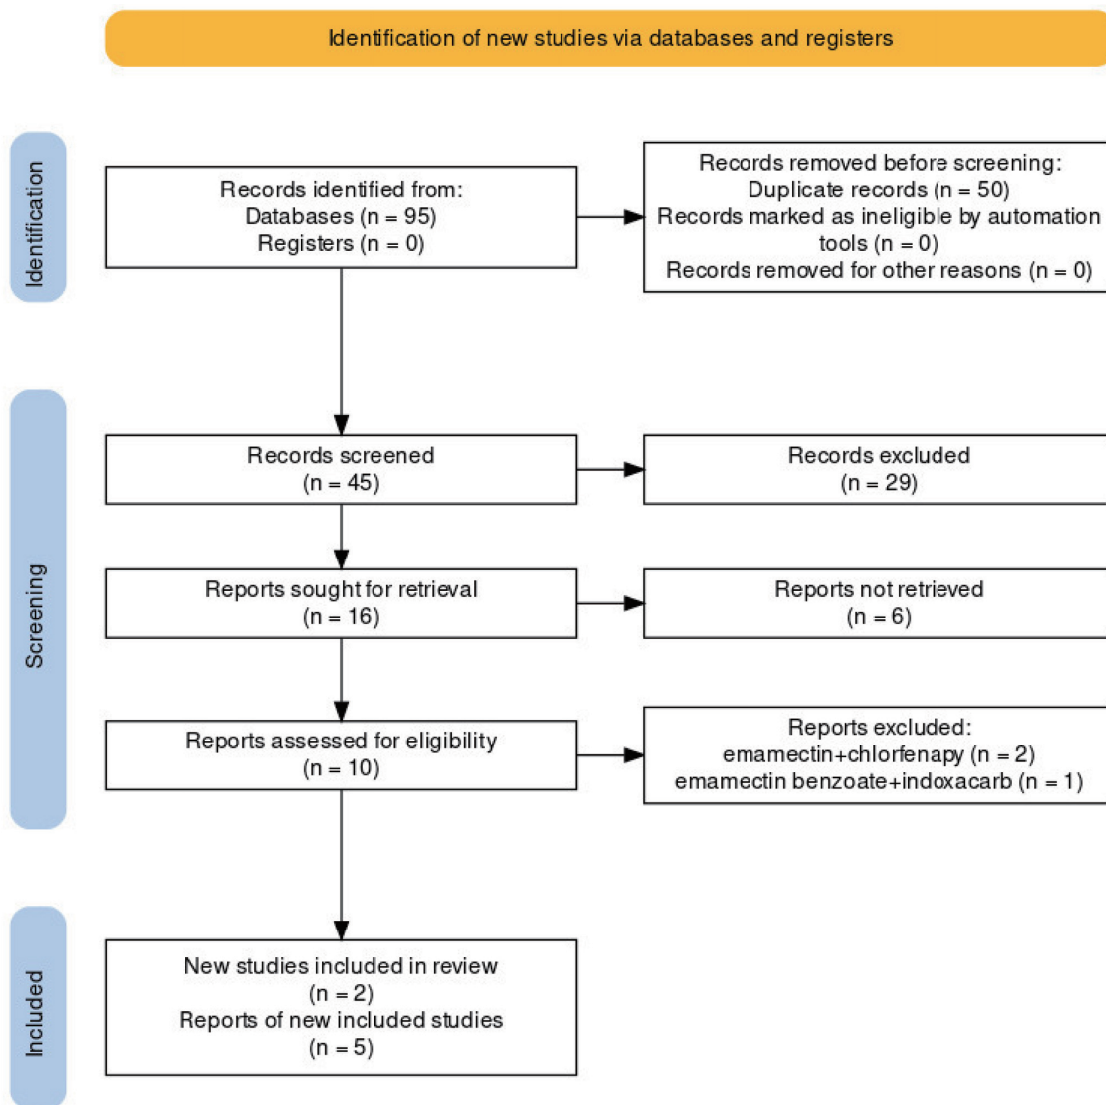 Identification of new studies via databases and registers
Identification
Records identified from:
Databases (n = 95)
Registers (n = 0)
Records removed before screening:
Duplicate records (n = 50)
Records marked as ineligible by automation
tools (n = 0)
Records removed for other reasons (n = 0)
Screening
Records screened
(n = 45)
Records excluded
(n = 29)
Reports sought for retrieval
(n = 16)
Reports not retrieved
(n = 6)
Reports assessed for eligibility
(n = 10)
Reports excluded:
emamectin+chlorfenapy (n = 2)
emamectin benzoate+indoxacarb (n = 1)
Included
New studies included in review
(n = 2)
Reports of new included studies
(n = 5)